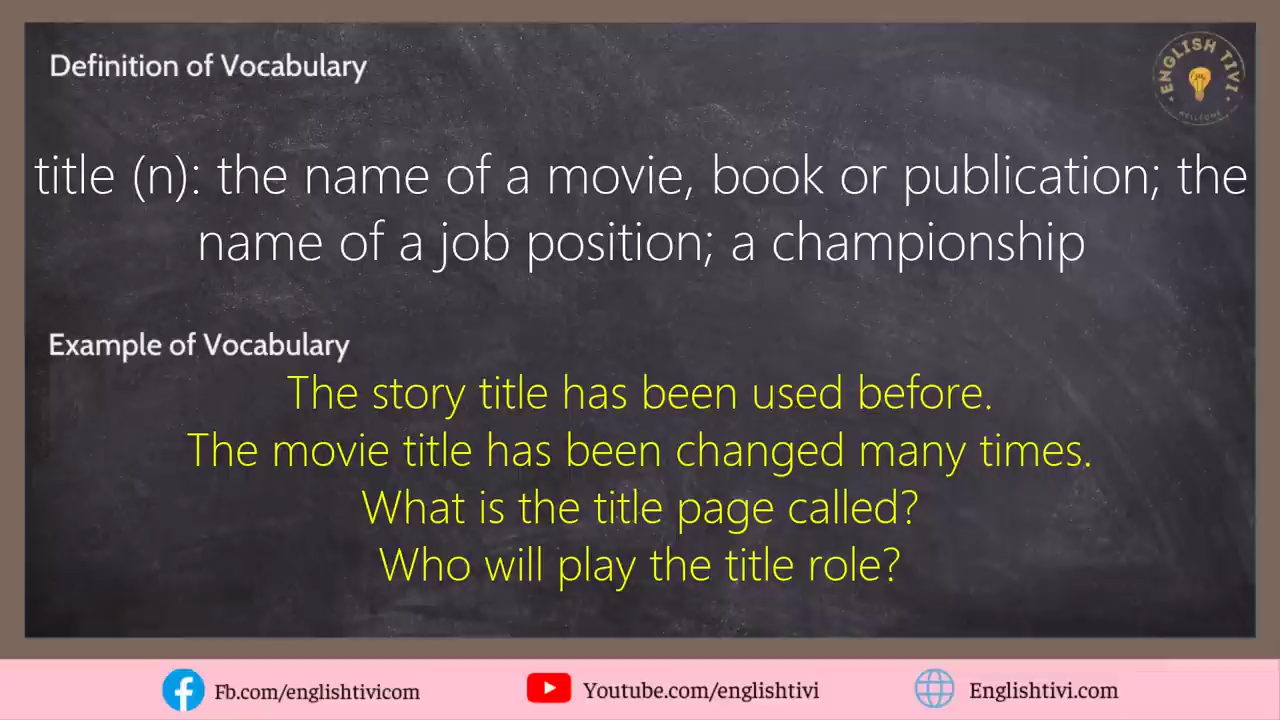 Definition of Vocabulary
ENGLISH TIVI
WELCOME
title (n): the name of a movie, book or publication; the
name of a job position; a championship
Example of Vocabulary
The story title has been used before.
The movie title has been changed many times.
What is the title page called?
Who will play the title role?
Fb.com/englishtivicom
Youtube.com/englishtivi
Englishtivi.com